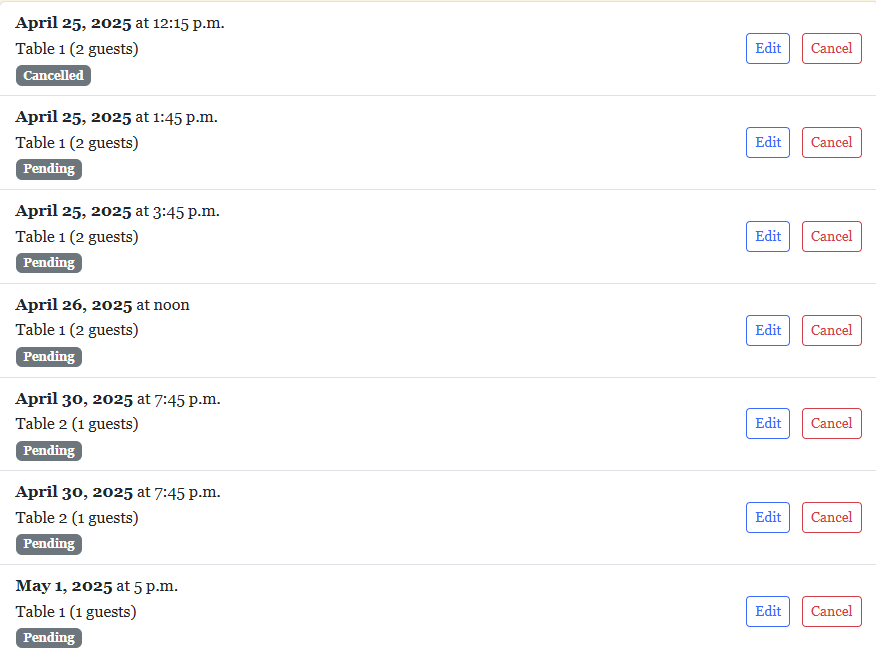 April 25, 2025 at 12:15 p.m.
Table 1 (2 guests)
Cancelled
Edit
Cancel
April 25, 2025 at 1:45 p.m.
Table 1 (2 guests)
Pending
Edit
Cancel
April 25, 2025 at 3:45 p.m.
Table 1 (2 guests)
Pending
Edit
Cancel
April 26, 2025 at noon
Table 1 (2 guests)
Pending
Edit
Cancel
April 30, 2025 at 7:45 p.m.
Table 2 (1 guests)
Pending
Edit
Cancel
April 30, 2025 at 7:45 p.m.
Table 2 (1 guests)
Pending
Edit
Cancel
May 1, 2025 at 5 p.m.
Table 1 (1 guests)
Pending
Edit
Cancel